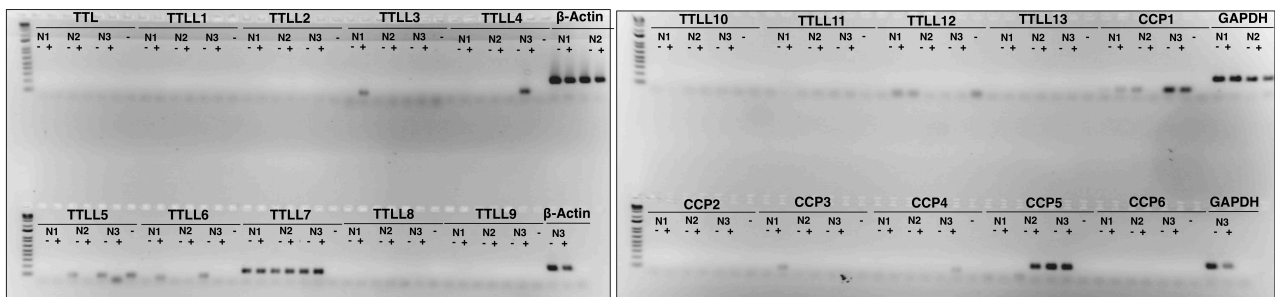 TTL TTLL1 TTLL2 TTLL3 TTLL4 β-Actin
N1 N2 N3 - N1 N2 N3 - N1 N2 N3 - N1 N2 N3 - N1 N2 N3 - N1 N2
- + - + - + - + - + - + - + - + - + - + - + - + - + - + - + - + - +
TTLL5 TTLL6 TTLL7 TTLL8 TTLL9 β-Actin
N1 N2 N3 - N1 N2 N3 - N1 N2 N3 - N1 N2 N3 - N1 N2 N3 - N3
- + - + - + - + - + - + - + - + - + - + - + - + - + - + - + - +
TTLL10 TTLL11 TTLL12 TTLL13 CCP1 GAPDH
N1 N2 N3 - N1 N2 N3 - N1 N2 N3 - N1 N2 N3 - N1 N2 N3 - N1 N2
- + - + - + - + - + - + - + - + - + - + - + - + - + - + - + - + - +
CCP2 CCP3 CCP4 CCP5 CCP6 GAPDH
N1 N2 N3 - N1 N2 N3 - N1 N2 N3 - N1 N2 N3 - N1 N2 N3 - N3
- + - + - + - + - + - + - + - + - + - + - + - + - + - + - + - +